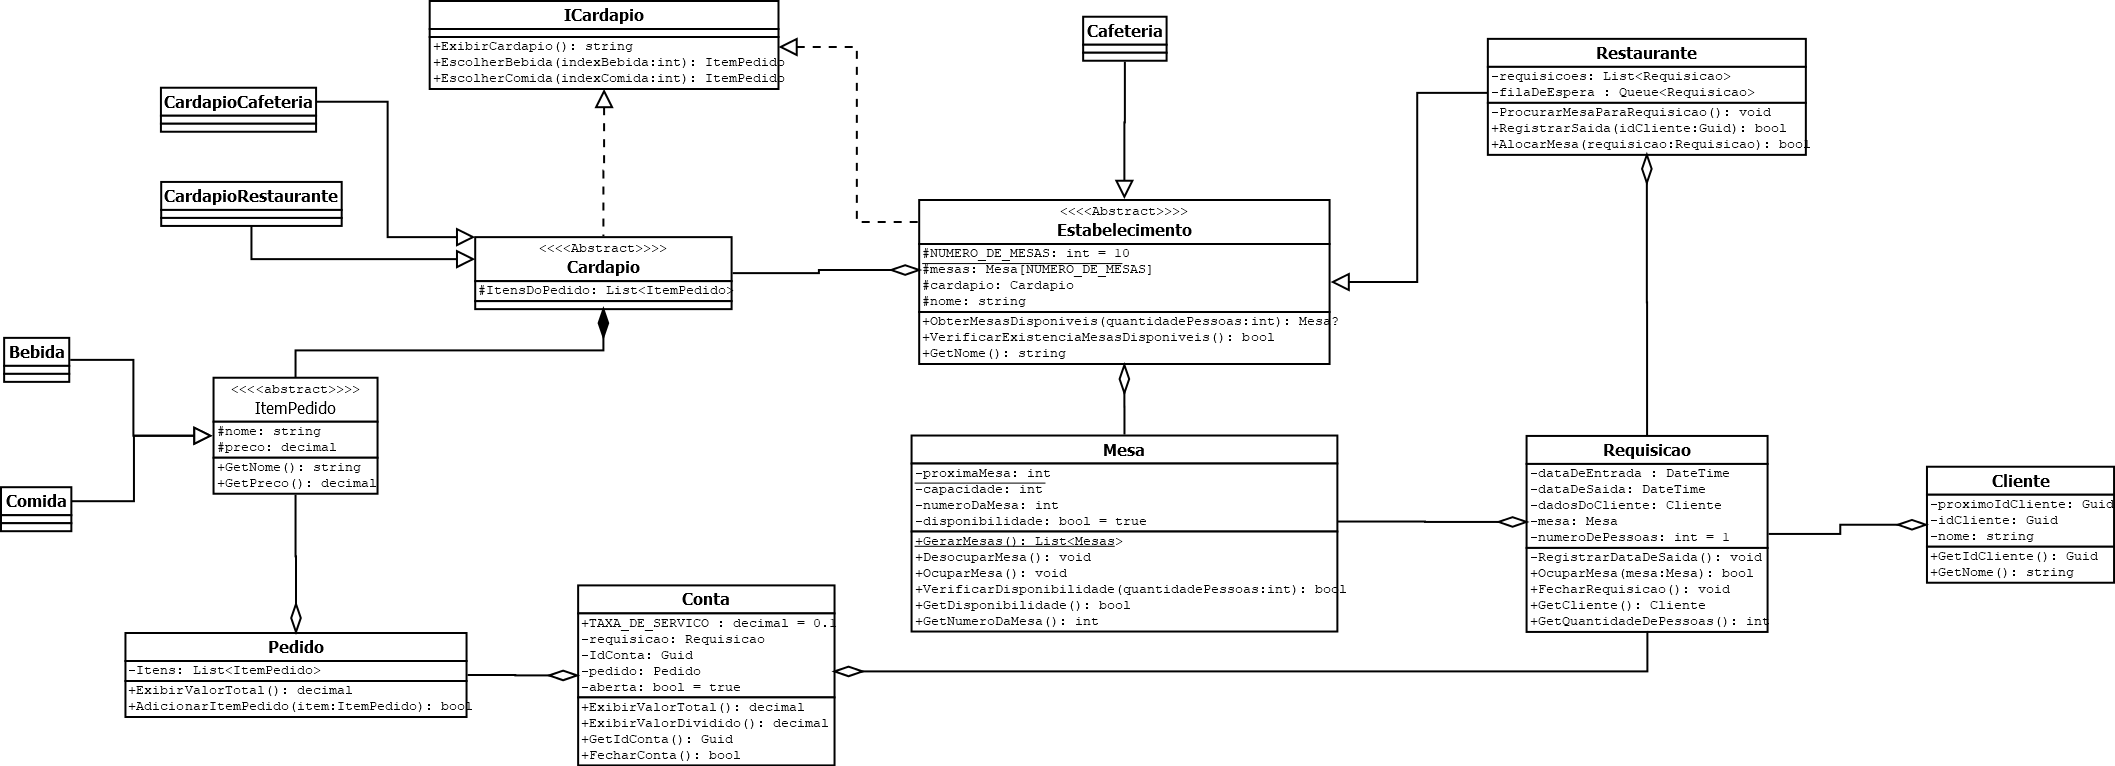 ICardapio
+ExibirCardapio(): string
+EscolherBebida(indexBebida:int): ItemPedido
+EscolherComida(indexComida:int): ItemPedido
Cafeteria
Restaurante
-requisicoes: List<Requisicao>
-filaDeEspera : Queue<Requisicao>
-ProcurarMesaParaRequisicao(): void
+RegistrarSaida(idCliente:Guid): bool
+AlocarMesa(requisicao:Requisicao): bool
CardapioCafeteria
CardapioRestaurante
<<<<Abstract>>>>
Cardapio
#ItensDoPedido: List<ItemPedido>
<<<<Abstract>>>>
Estabelecimento
#NUMERO_DE_MESAS: int = 10
#mesas: Mesa[NUMERO_DE_MESAS]
#cardapio: Cardapio
#nome: string
+ObterMesasDisponiveis(quantidadePessoas:int): Mesa?
+VerificarExistenciaMesasDisponiveis(): bool
+GetNome(): string
Bebida
<<<<abstract>>>>
ItemPedido
#nome: string
#preco: decimal
+GetNome(): string
+GetPreco(): decimal
Comida
Mesa
-proximaMesa: int
-capacidade: int
-numeroDaMesa: int
-disponibilidade: bool = true
+GerarMesas(): List<Mesas>
+DesocuparMesa(): void
+OcuparMesa(): void
+VerificarDisponibilidade(quantidadePessoas:int): bool
+GetDisponibilidade(): bool
+GetNumeroDaMesa(): int
Requisicao
-dataDeEntrada : DateTime
-dataDeSaida: DateTime
-dadosDoCliente: Cliente
-mesa: Mesa
-numeroDePessoas: int = 1
-RegistrarDataDeSaida(): void
+OcuparMesa(mesa:Mesa): bool
+FecharRequisicao(): void
+GetCliente(): Cliente
+GetQuantidadeDePessoas(): int
Cliente
-proximoIdCliente: Guid
-idCliente: Guid
-nome: string
+GetIdCliente(): Guid
+GetNome(): string
Conta
+TAXA_DE_SERVICO : decimal = 0.1
-requisicao: Requisicao
-IdConta: Guid
-pedido: Pedido
-aberta: bool = true
+ExibirValorTotal(): decimal
+ExibirValorDividido(): decimal
+GetIdConta(): Guid
+FecharConta(): bool
Pedido
-Itens: List<ItemPedido>
+ExibirValorTotal(): decimal
+AdicionarItemPedido(item:ItemPedido): bool